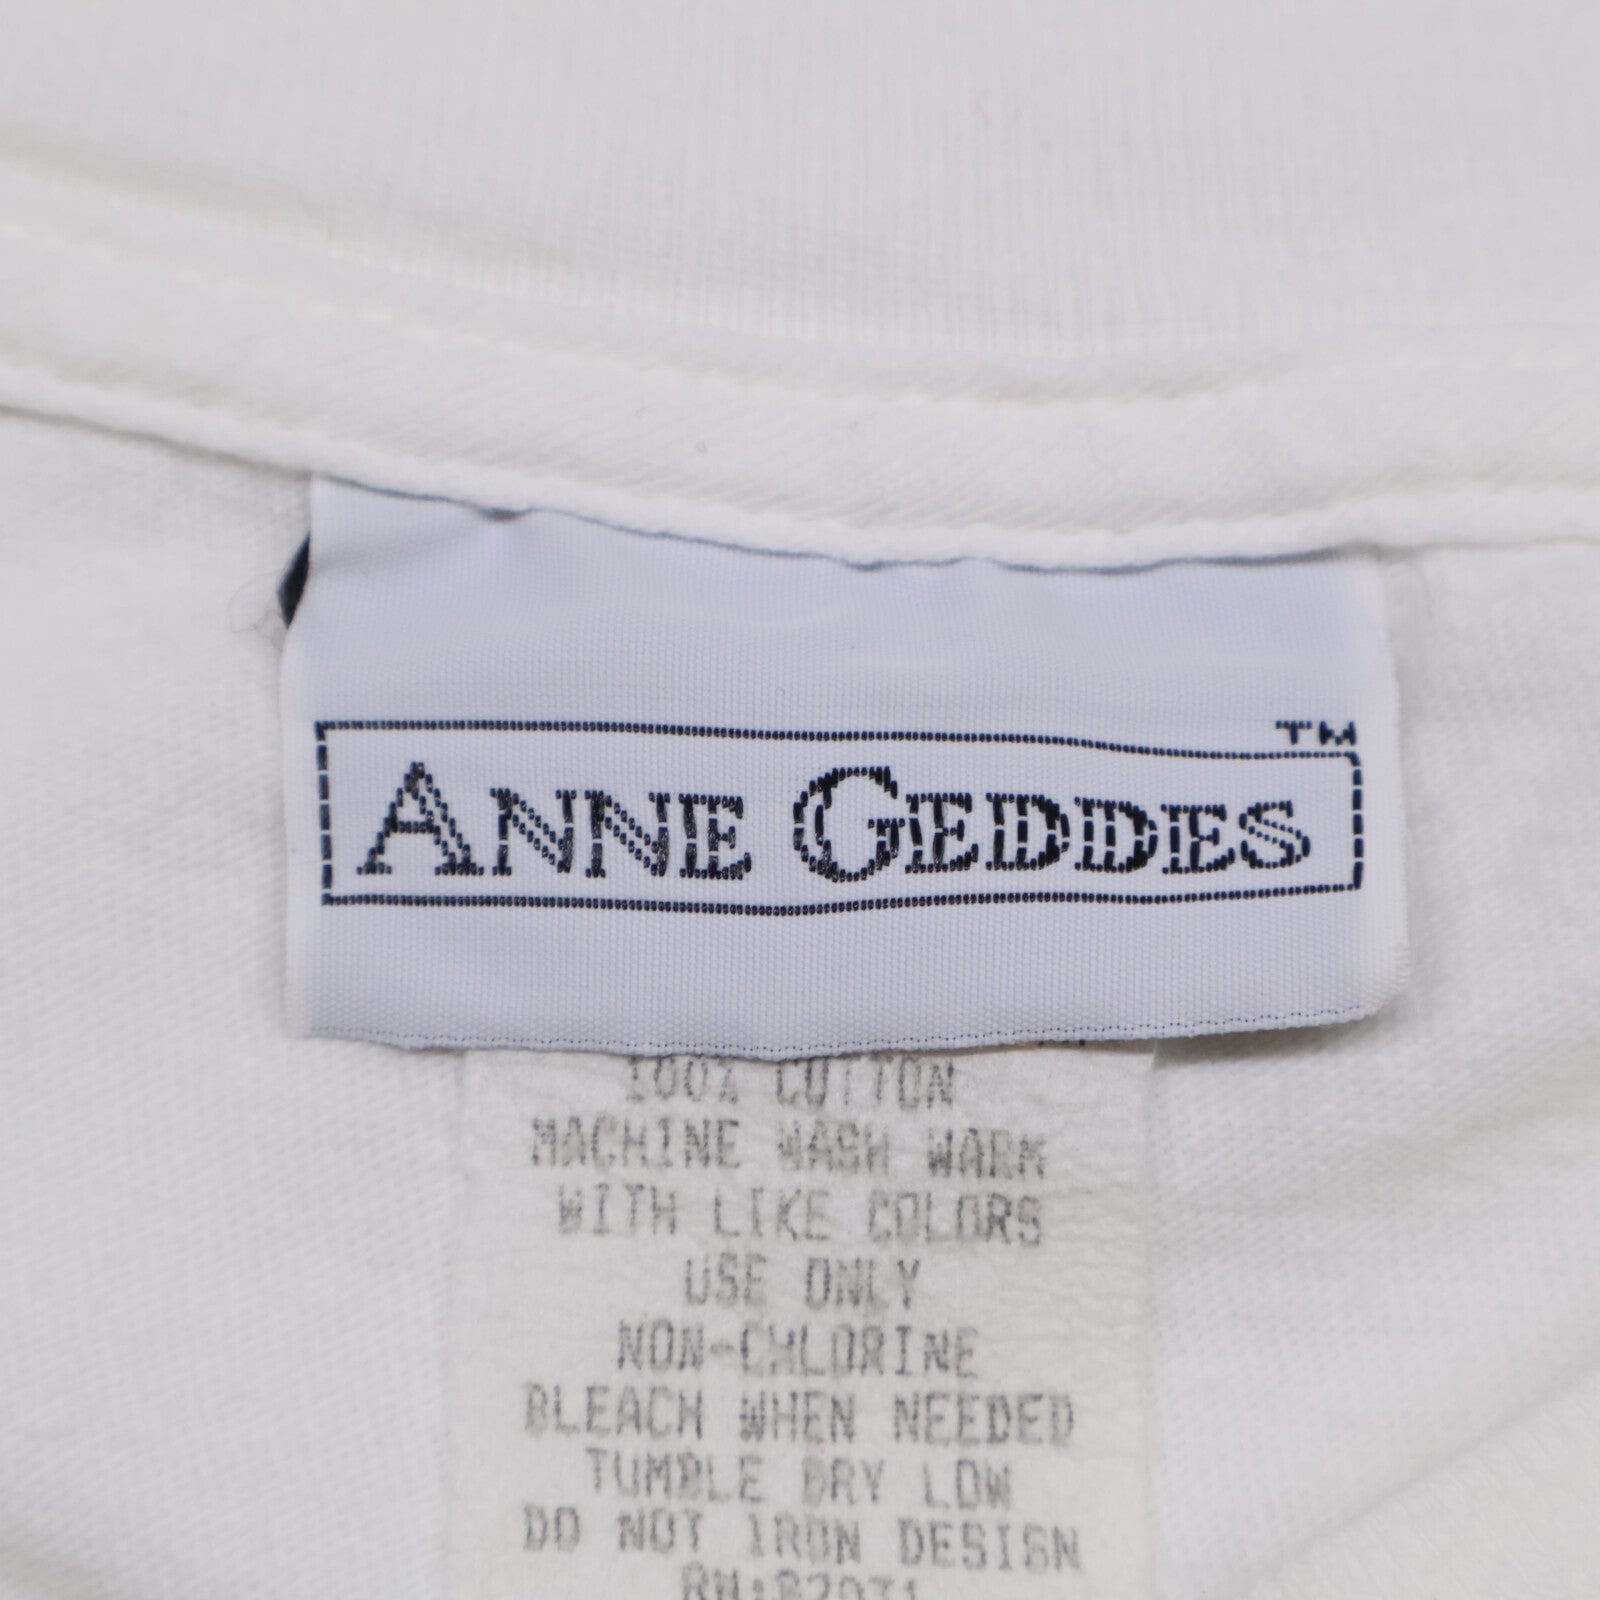 ANNE GEDDES ™
100% COTTON
MACHINE WASH WARM
WITH LIKE COLORS
USE ONLY
NON-CHLORINE
BLEACH WHEN NEEDED
TUMBLE DRY LOW
DO NOT IRON DESIGN